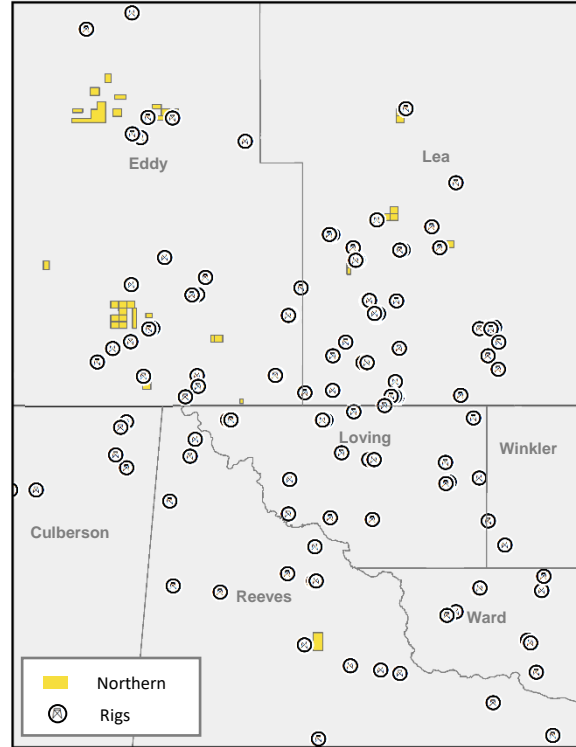 Eddy
Lea
Loving
Winkler
Culberson
Reeves
Ward
Northern
Rigs